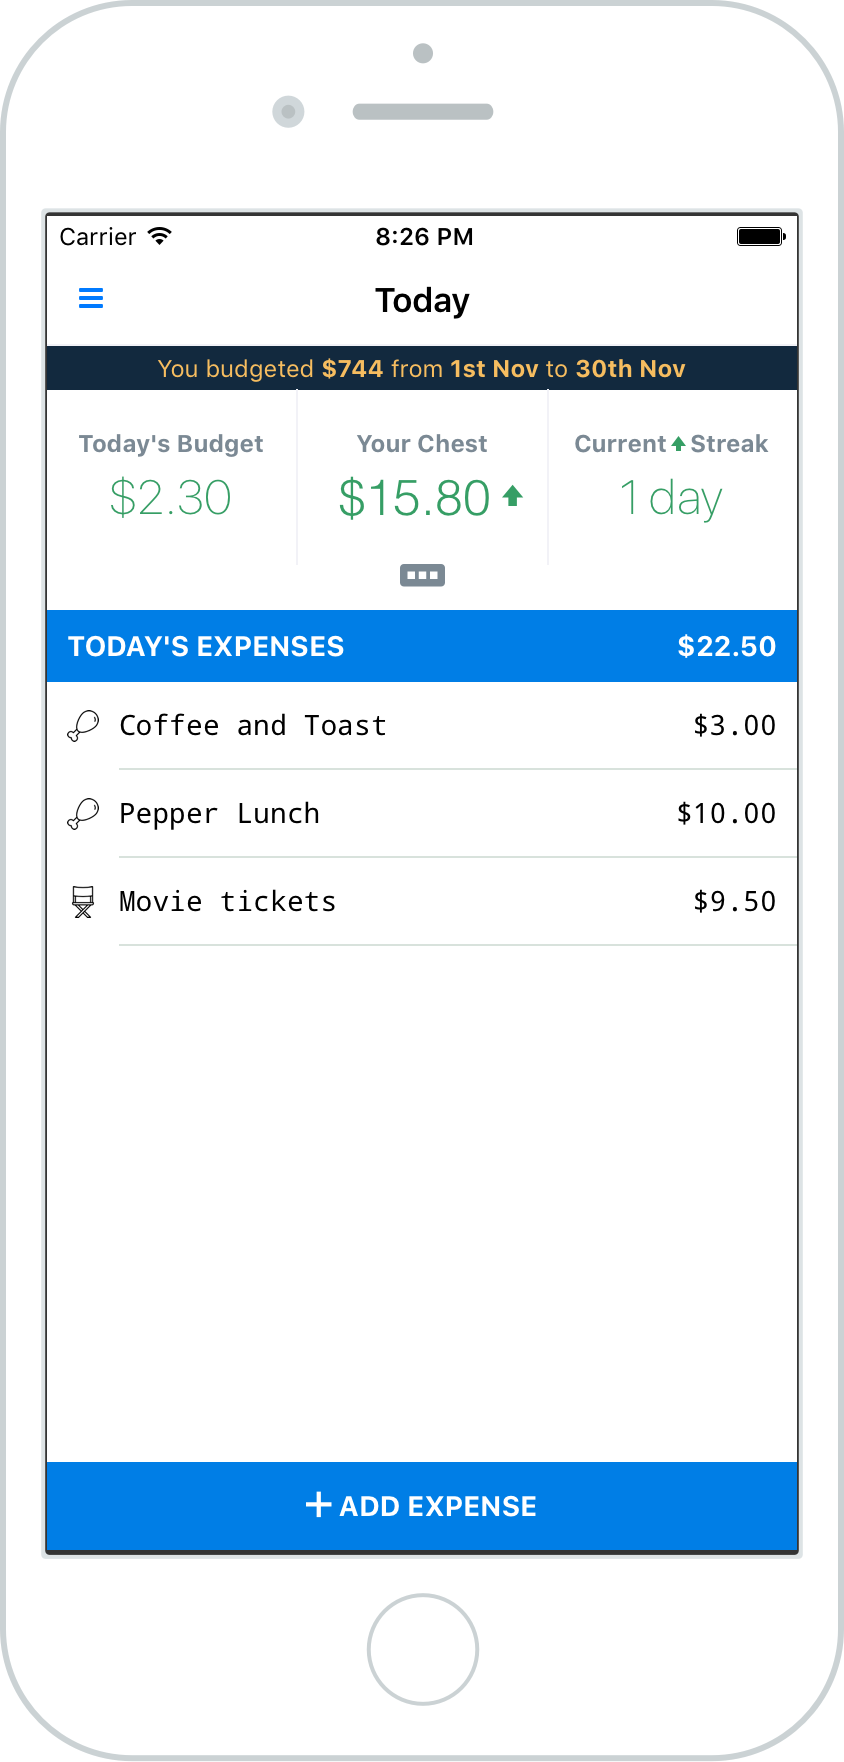 Carrier 8:26 PM
Today
You budgeted $744 from 1st Nov to 30th Nov
Today's Budget Your Chest Current Streak
$2.30 $15.80 1 day
TODAY'S EXPENSES $22.50
Coffee and Toast $3.00
Pepper Lunch $10.00
Movie tickets $9.50
+ ADD EXPENSE